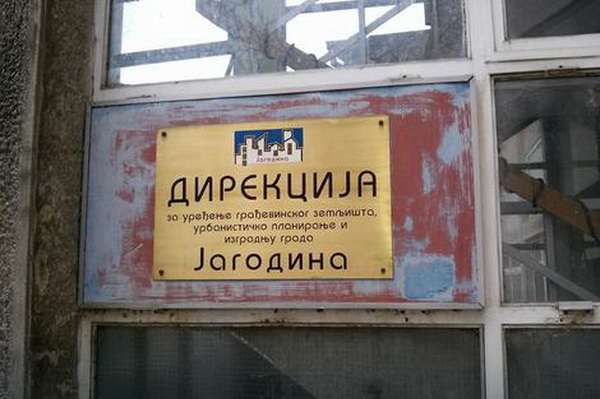 Јагодина
ДИРЕКЦИЈА
за уређење грађевинског земљишта,
урбанистичко планирање и
изградњу града
Јагодина